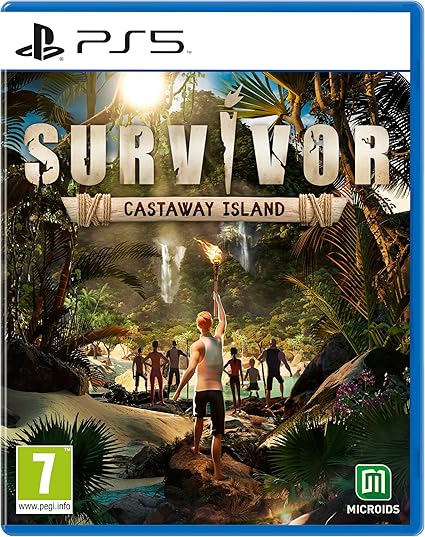 PS5
SURVIVOR
CASTAWAY ISLAND
7
www.pegi.info
MICROIDS